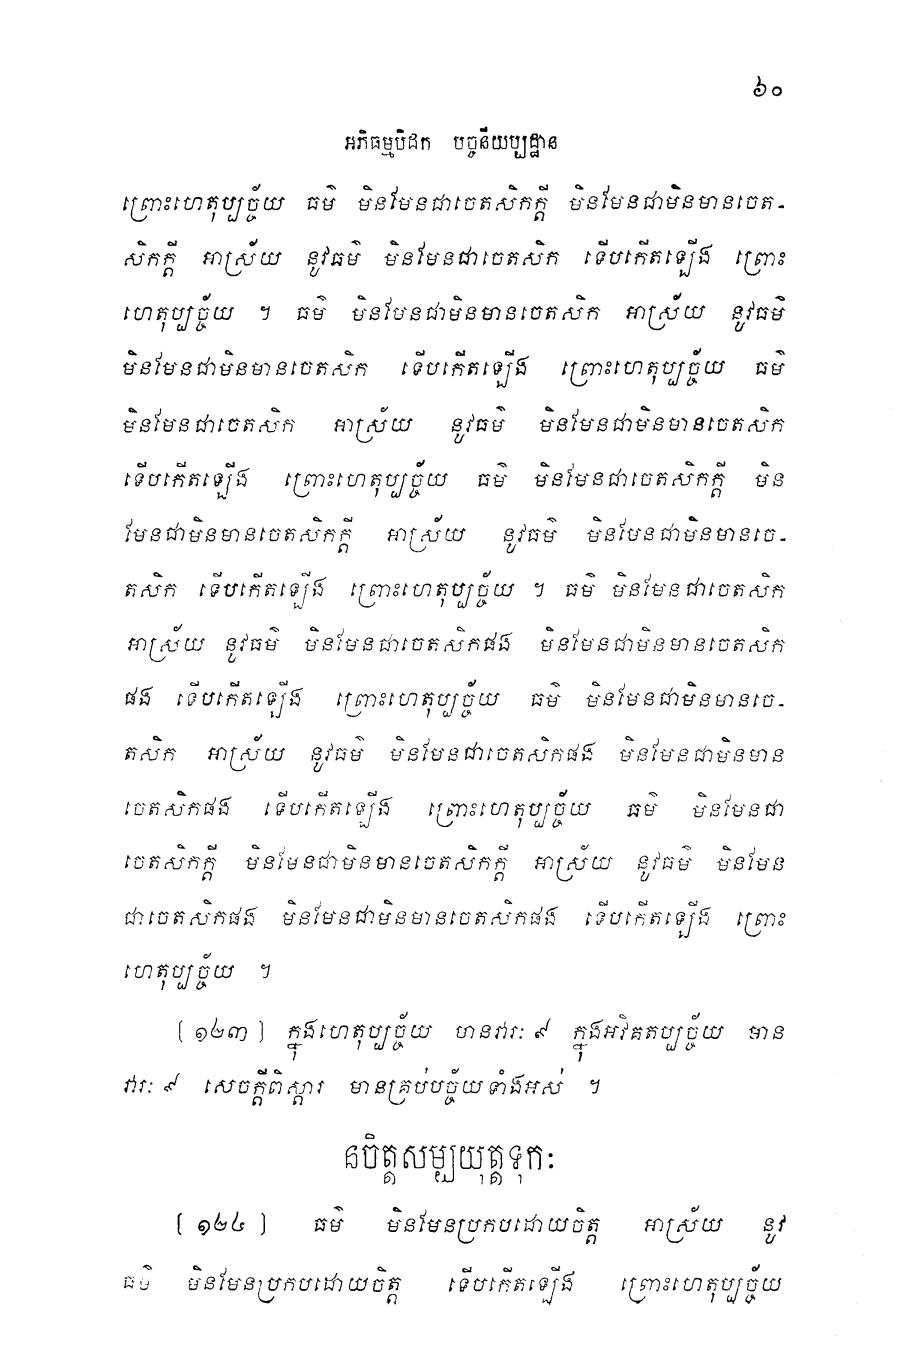 ៦០
អភិធម្មបិដក បច្ចនីយប្បដ្ឋាន
ព្រោះហេតុប្បច្ច័យ ធម៌ មិនមែនជាចេតសិកក្តី មិនមែនជាមិនមានចេត-
សិកក្តី អាស្រ័យ នូវធម៌ មិនមែនជាចេតសិក ទើបកើតឡើង ព្រោះ
ហេតុប្បច្ច័យ ។ ធម៌ មិនមែនជាមិនមានចេតសិក អាស្រ័យ នូវធម៌
មិនមែនជាមិនមានចេតសិក ទើបកើតឡើង ព្រោះហេតុប្បច្ច័យ ធម៌
មិនមែនជាចេតសិក អាស្រ័យ នូវធម៌ មិនមែនជាមិនមានចេតសិក
ទើបកើតឡើង ព្រោះហេតុប្បច្ច័យ ធម៌ មិនមែនជាចេតសិកក្តី មិន
មែនជាមិនមានចេតសិកក្តី អាស្រ័យ នូវធម៌ មិនមែនជាមិនមានចេ-
តសិក ទើបកើតឡើង ព្រោះហេតុប្បច្ច័យ ។ ធម៌ មិនមែនជាចេតសិក
អាស្រ័យ នូវធម៌ មិនមែនជាចេតសិកផង មិនមែនជាមិនមានចេតសិក
ផង ទើបកើតឡើង ព្រោះហេតុប្បច្ច័យ ធម៌ មិនមែនជាមិនមានចេ-
តសិក អាស្រ័យ នូវធម៌ មិនមែនជាចេតសិកផង មិនមែនជាមិនមាន
ចេតសិកផង ទើបកើតឡើង ព្រោះហេតុប្បច្ច័យ ធម៌ មិនមែនជា
ចេតសិកក្តី មិនមែនជាមិនមានចេតសិកក្តី អាស្រ័យ នូវធម៌ មិនមែន
ជាចេតសិកផង មិនមែនជាមិនមានចេតសិកផង ទើបកើតឡើង ព្រោះ
ហេតុប្បច្ច័យ ។
[ ១២៣ ] ក្នុងហេតុប្បច្ច័យ មានវារៈ ៩ ក្នុងអវិគតប្បច្ច័យ មាន
វារៈ ៩ សេចក្តីពិស្តារ មានគ្រប់បច្ច័យទាំងអស់ ។
នចិត្តសម្បយុត្តទុកៈ
[ ១២៤ ] ធម៌ មិនមែនប្រកបដោយចិត្ត អាស្រ័យ នូវ
ធម៌ មិនមែនប្រកបដោយចិត្ត ទើបកើតឡើង ព្រោះហេតុប្បច្ច័យ